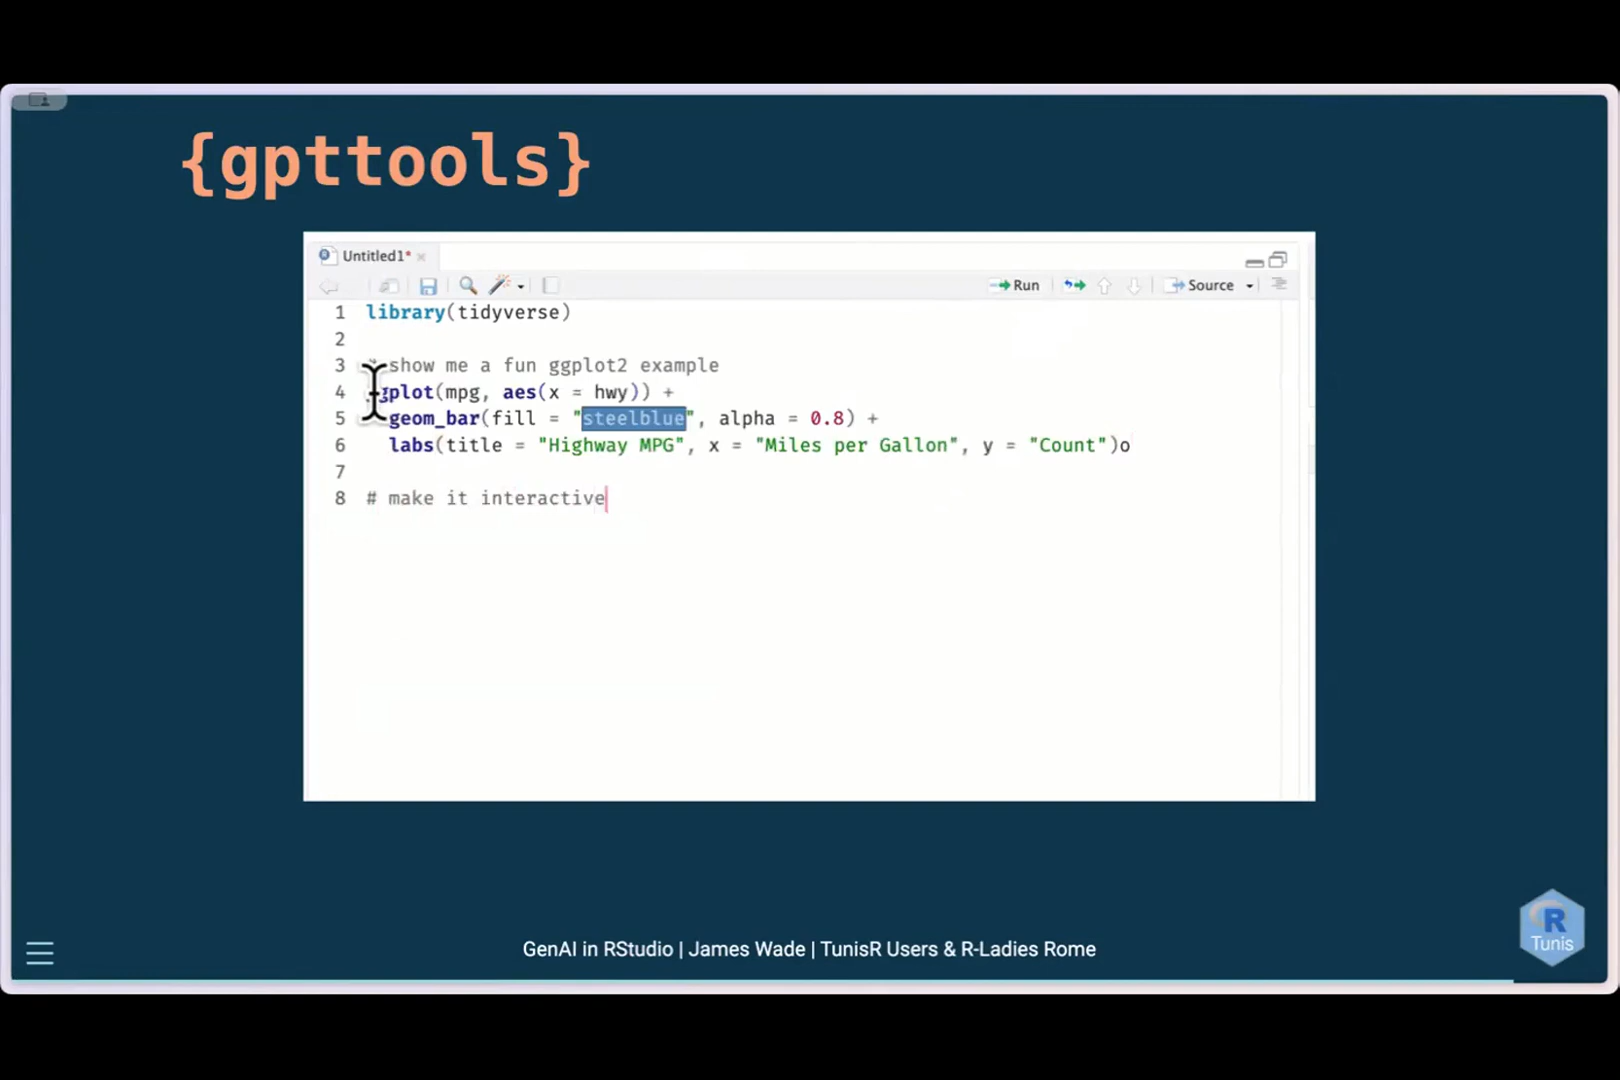 {gpttools}
Untitled1* ×
Run
Source
1 library(tidyverse)
2
3 show me a fun ggplot2 example
4 gplot(mpg, aes(x = hwy)) +
5 geom_bar(fill = "steelblue", alpha = 0.8) +
6 labs(title = "Highway MPG", x = "Miles per Gallon", y = "Count")o
7
8 # make it interactive
R
Tunis
GenAI in RStudio | James Wade | TunisR Users & R-Ladies Rome